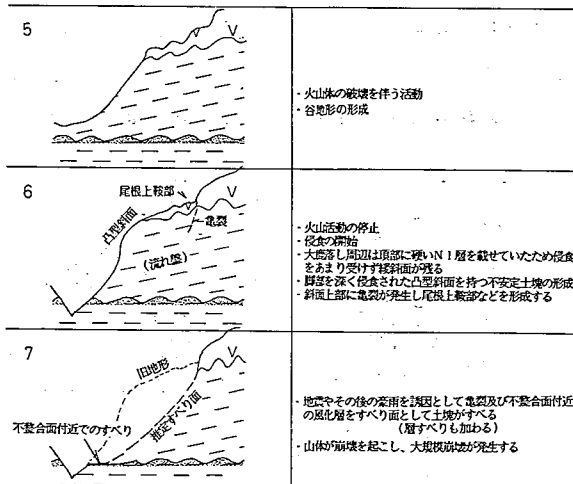 5
V
・火山体の破壊を伴う活動
・谷地形の形成
6
尾根上鞍部
V
凸型斜面
亀裂
(流れ盤)
・火山活動の停止
・侵食の開始
・大鹿落し周辺は頂部に硬いN1層を載せていたため侵食
をあまり受けず緩斜面が残る
・脚部を深く侵食された凸型斜面を持つ不安定土塊の形成
・斜面上部に亀裂が発生し尾根上鞍部などを形成する
7
V
旧地形
推定すべり面
不整合面付近でのすべり
・地震やその後の豪雨を誘因として亀裂及び不整合面付近
の風化層をすべり面として土塊がすべる
(層すべりも加わる)
・山体が崩壊を起こし、大規模崩壊が発生する